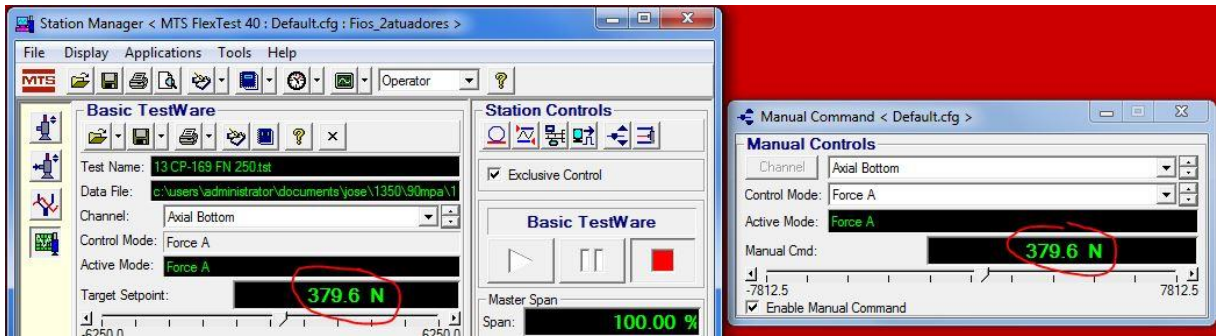 Station Manager < MTS FlexTest 40 : Default.cfg : Fios_2atuadores >
File Display Applications Tools Help
MTS Operator
Basic TestWare
Test Name: 13 CP-169 FN 250.tst
Data File: c:\users\administrator\documents\jose\1350\90mpa\1
Channel: Axial Bottom
Control Mode: Force A
Active Mode: Force A
Target Setpoint: 379.6 N
-6250.0 6250.0
Station Controls
Exclusive Control
Basic TestWare
Master Span
Span: 100.00 %
Manual Command < Default.cfg >
Manual Controls
Channel Axial Bottom
Control Mode: Force A
Active Mode: Force A
Manual Cmd: 379.6 N
-7812.5 7812.5
Enable Manual Command